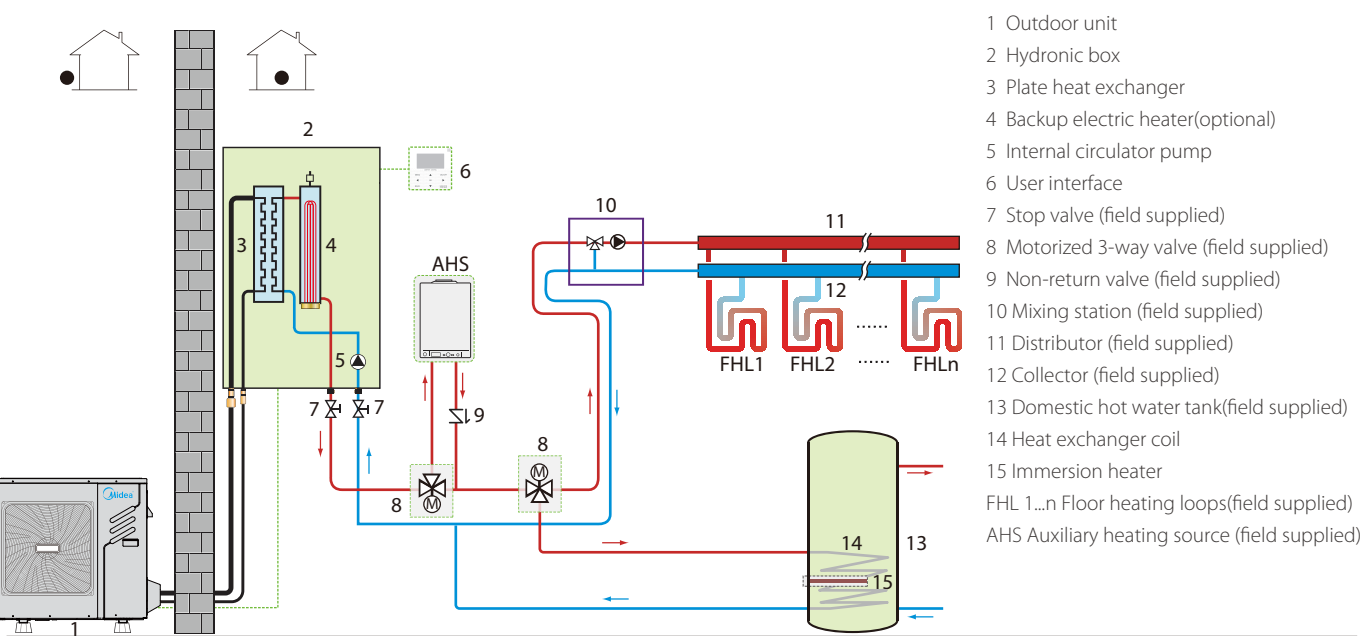 2
6
3
4
5
7
7
AHS
9
8
8
10
11
12
FHL1
FHL2
......
......
FHLn
14
13
15
Midea
M
M
1
1 Outdoor unit
2 Hydronic box
3 Plate heat exchanger
4 Backup electric heater(optional)
5 Internal circulator pump
6 User interface
7 Stop valve (field supplied)
8 Motorized 3-way valve (field supplied)
9 Non-return valve (field supplied)
10 Mixing station (field supplied)
11 Distributor (field supplied)
12 Collector (field supplied)
13 Domestic hot water tank(field supplied)
14 Heat exchanger coil
15 Immersion heater
FHL 1...n Floor heating loops(field supplied)
AHS Auxiliary heating source (field supplied)